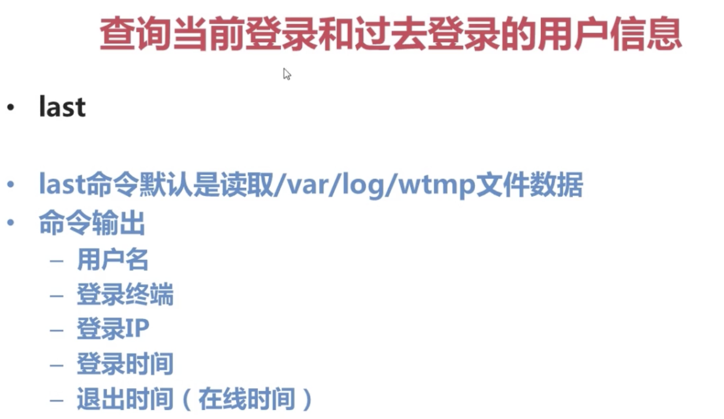 查询当前登录和过去登录的用户信息
• last
• last命令默认是读取/var/log/wtmp文件数据
• 命令输出
– 用户名
– 登录终端
– 登录IP
– 登录时间
– 退出时间（在线时间）